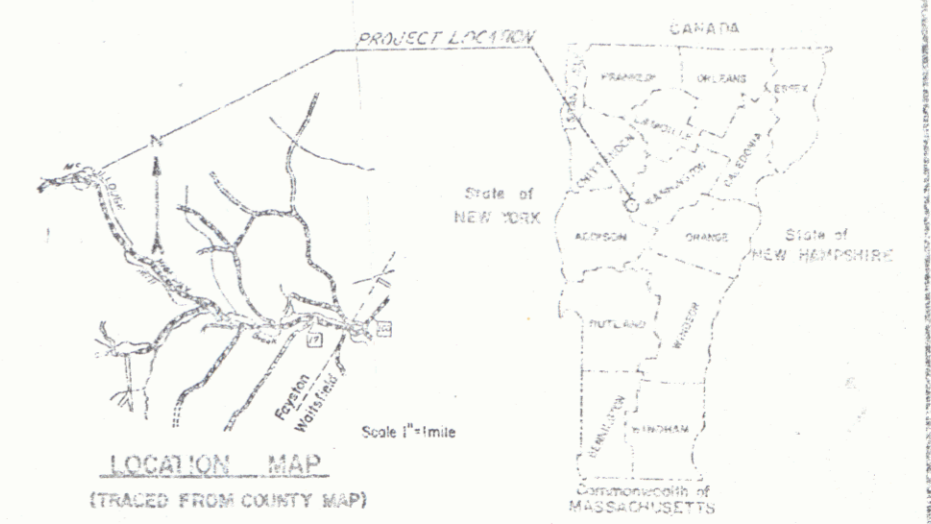 PROJECT LOCATION
CANADA
FRANKLIN
ORLEANS
ESSEX
LAMOILLE
CHITTENDEN
WASHINGTON
CALEDONIA
N
State of
NEW YORK
ADDISON
ORANGE
State of
NEW HAMPSHIRE
RUTLAND
WINDSOR
17
Fayston
Waitsfield
BENNINGTON
WINDHAM
Scale 1"=1mile
LOCATION MAP
(TRACED FROM COUNTY MAP)
Commonwealth of
MASSACHUSETTS